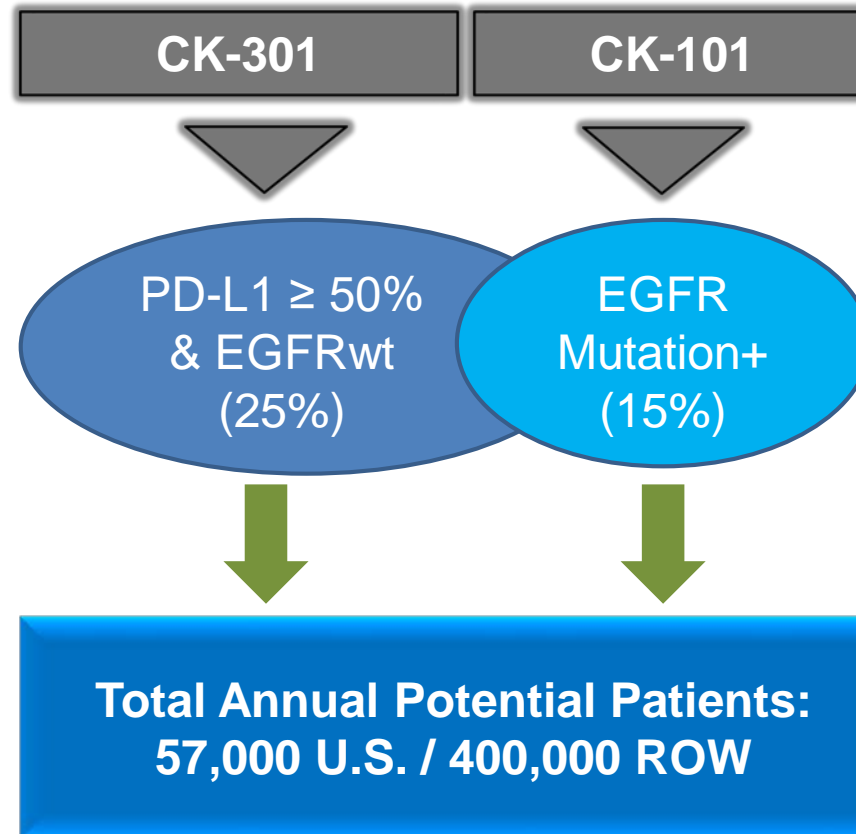 CK-301
CK-101
PD-L1 ≥ 50%
& EGFRwt
(25%)
EGFR
Mutation+
(15%)
Total Annual Potential Patients:
57,000 U.S. / 400,000 ROW